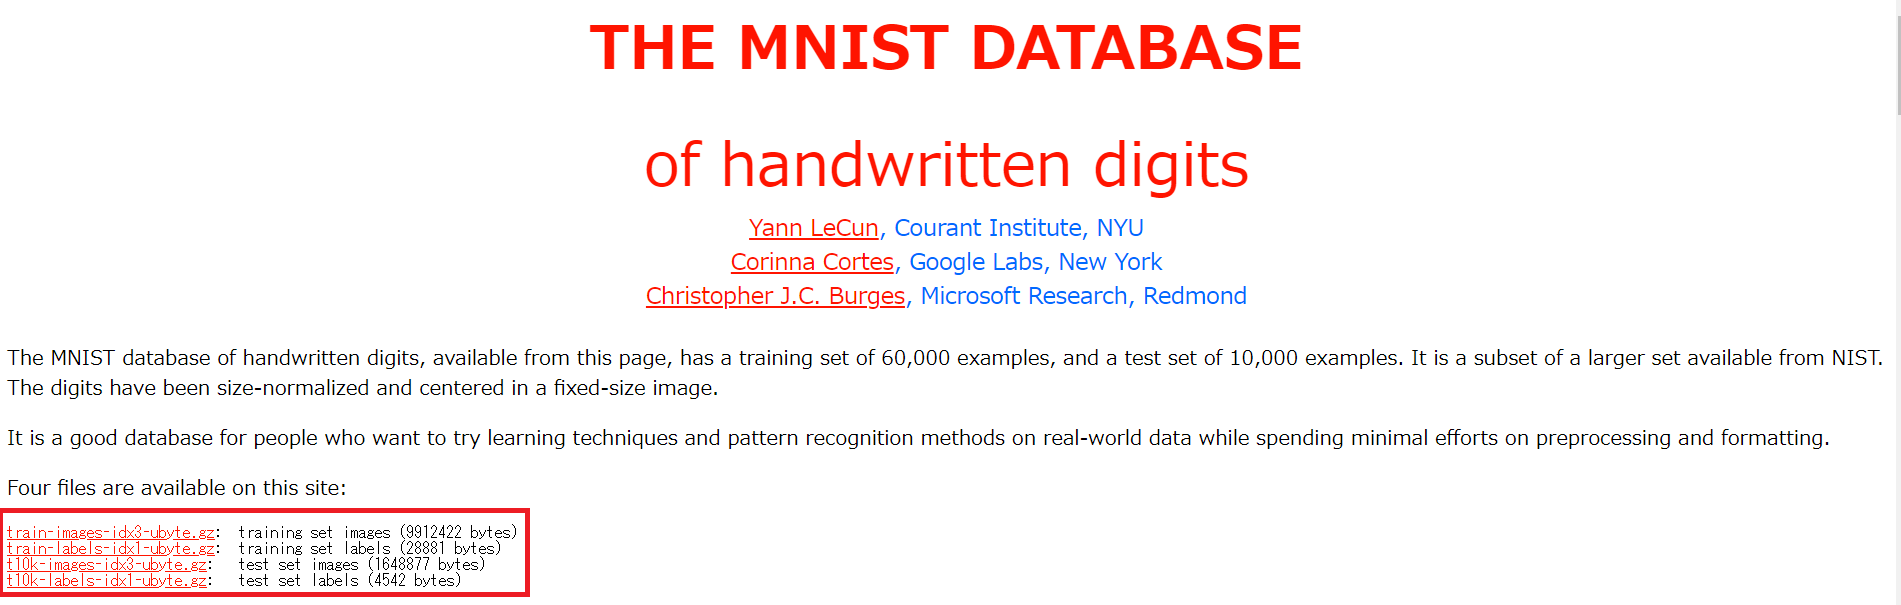 THE MNIST DATABASE
of handwritten digits
Yann LeCun, Courant Institute, NYU
Corinna Cortes, Google Labs, New York
Christopher J.C. Burges, Microsoft Research, Redmond
The MNIST database of handwritten digits, available from this page, has a training set of 60,000 examples, and a test set of 10,000 examples. It is a subset of a larger set available from NIST.
The digits have been size-normalized and centered in a fixed-size image.
It is a good database for people who want to try learning techniques and pattern recognition methods on real-world data while spending minimal efforts on preprocessing and formatting.
Four files are available on this site:
train-images-idx3-ubyte.gz: training set images (9912422 bytes)
train-labels-idx1-ubyte.gz: training set labels (28881 bytes)
t10k-images-idx3-ubyte.gz: test set images (1648877 bytes)
t10k-labels-idx1-ubyte.gz: test set labels (4542 bytes)